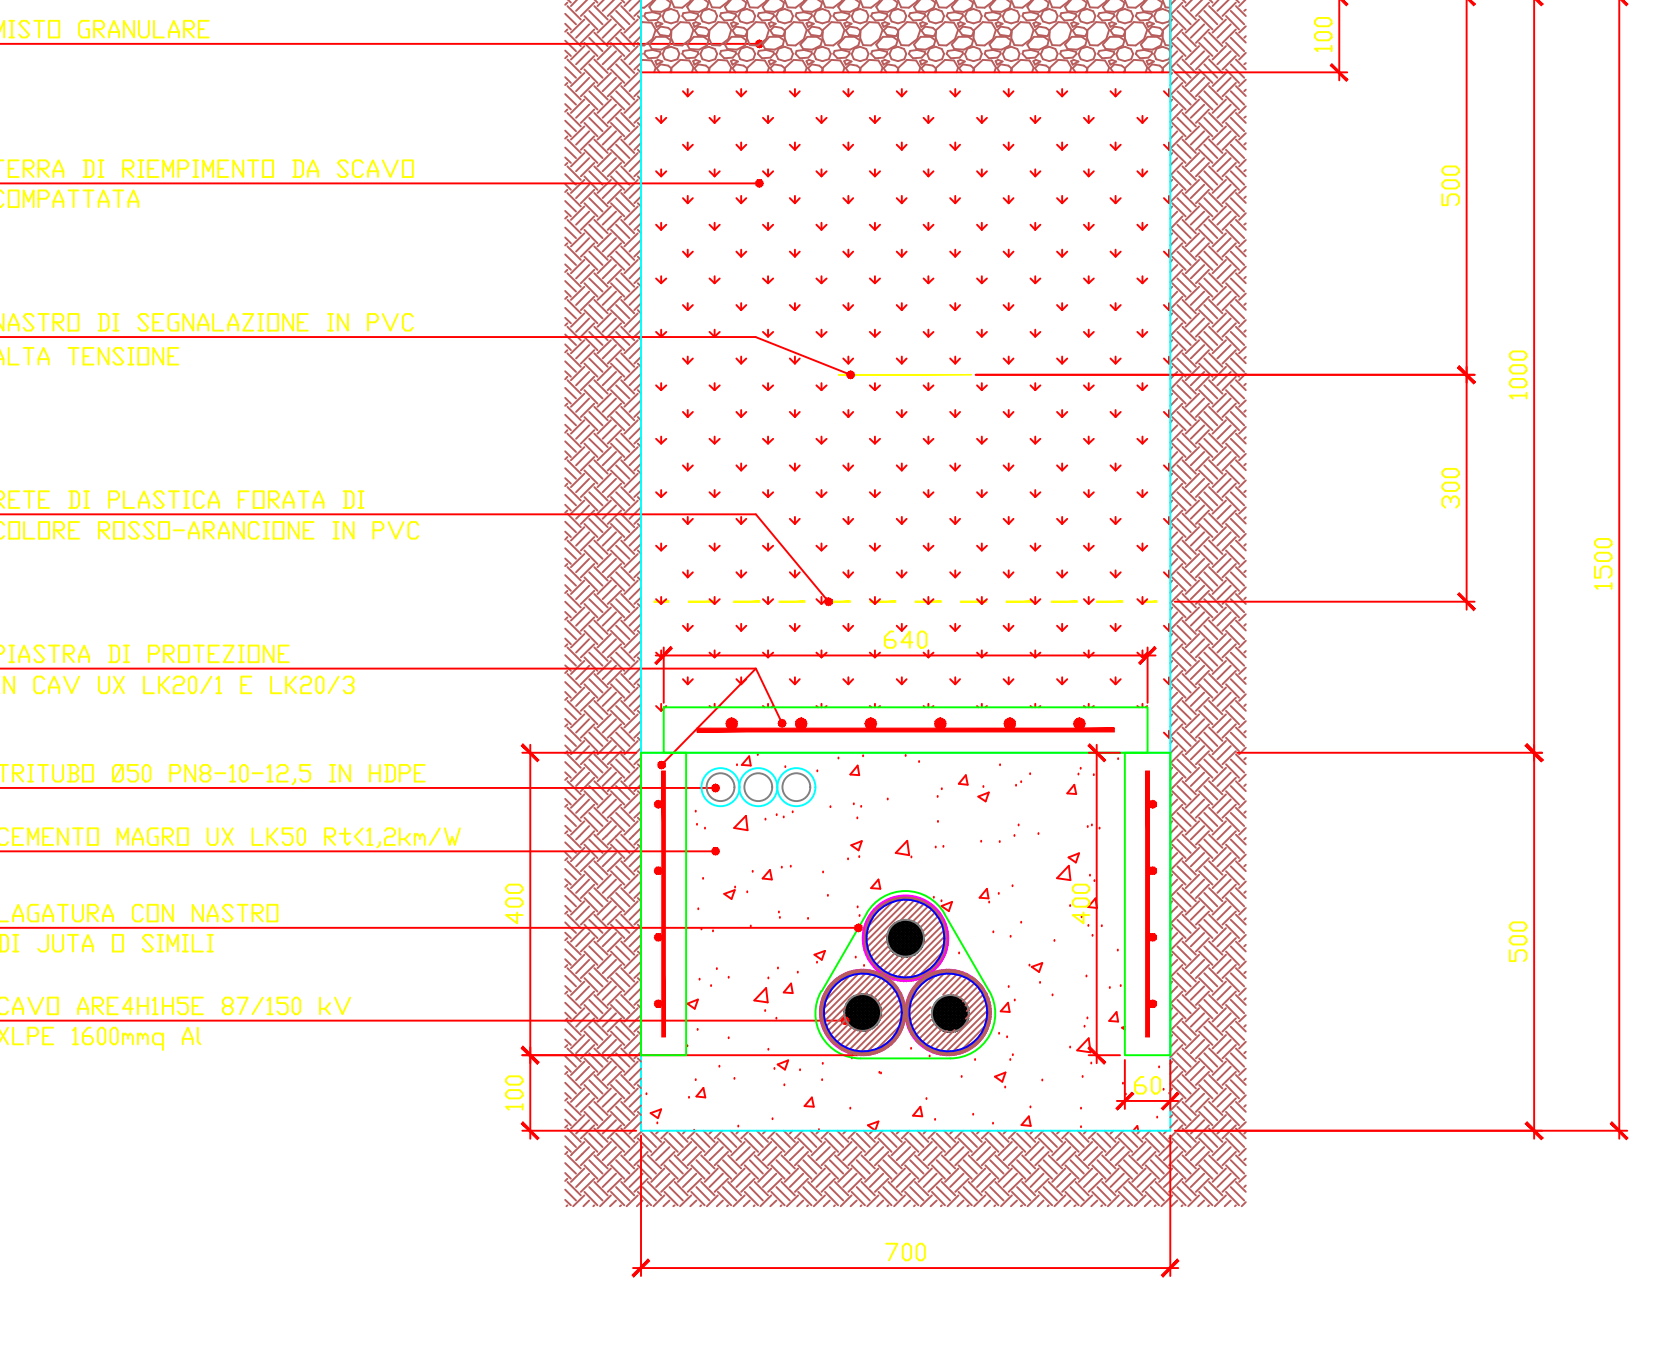 MISTO GRANULARE
TERRA DI RIEMPIMENTO DA SCAVO
COMPATTATA
NASTRO DI SEGNALAZIONE IN PVC
ALTA TENSIONE
RETE DI PLASTICA FORATA DI
COLORE ROSSO-ARANCIONE IN PVC
PIASTRA DI PROTEZIONE
IN CAV UX LK20/1 E LK20/3
TRITUBO Ø50 PN8-10-12,5 IN HDPE
CEMENTO MAGRO UX LK50 Rt<1,2km/W
LAGATURA CON NASTRO
DI JUTA O SIMILI
CAVO ARE4H1H5E 87/150 kV
XLPE 1600mmq Al
100
500
300
1000
1500
500
640
400
400
100
60
700